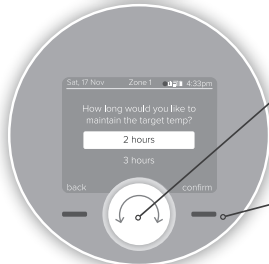 Sat, 17 Nov Zone 1 4:33pm
How long would you like to
maintain the target temp?
2 hours
3 hours
back confirm